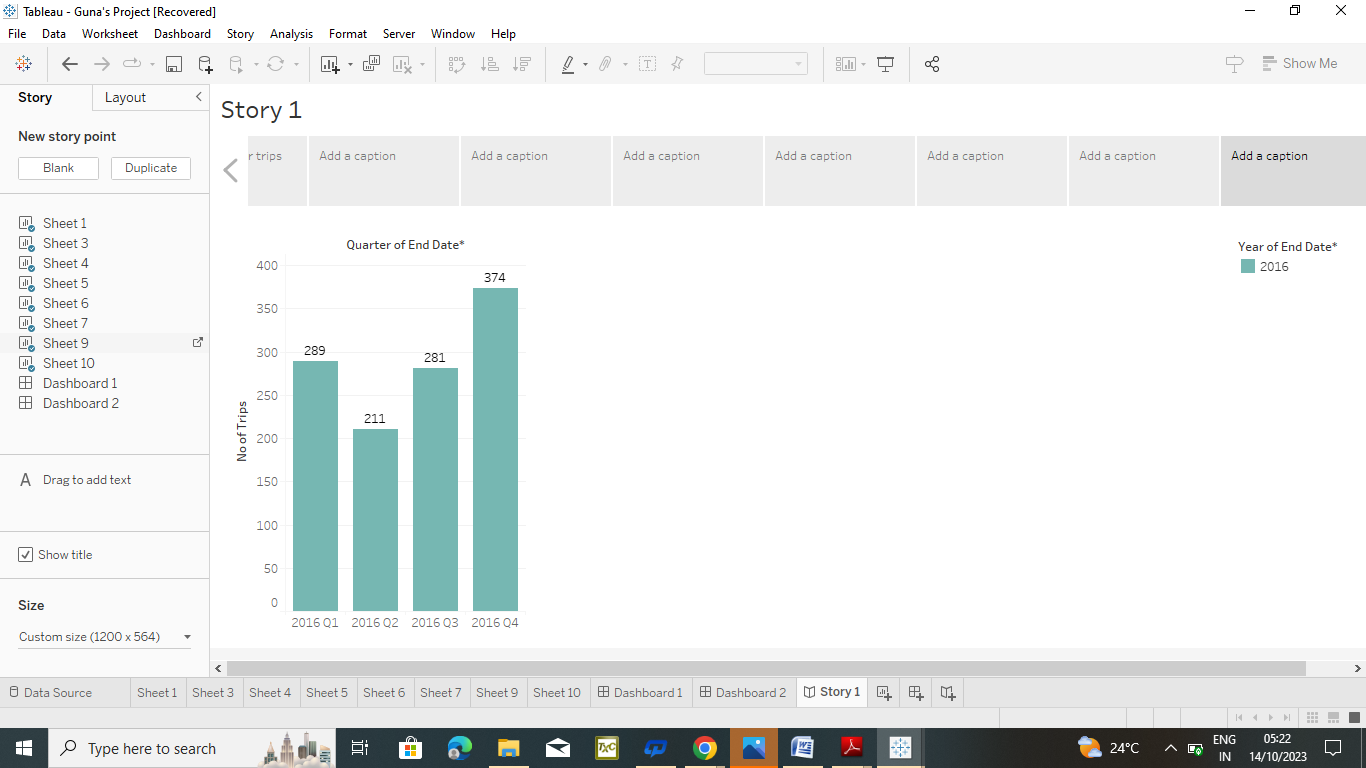 Tableau - Guna's Project [Recovered]
File Data Worksheet Dashboard Story Analysis Format Server Window Help
Show Me
Story Layout
New story point
Blank Duplicate
Sheet 1
Sheet 3
Sheet 4
Sheet 5
Sheet 6
Sheet 7
Sheet 9
Sheet 10
Dashboard 1
Dashboard 2
A Drag to add text
Show title
Size
Custom size (1200 x 564)
Story 1
r trips Add a caption Add a caption Add a caption Add a caption Add a caption Add a caption Add a caption
Quarter of End Date*
No of Trips
400
350
300
250
200
150
100
50
0
289
211
281
374
2016 Q1 2016 Q2 2016 Q3 2016 Q4
Year of End Date*
2016
Data Source Sheet 1 Sheet 3 Sheet 4 Sheet 5 Sheet 6 Sheet 7 Sheet 9 Sheet 10 Dashboard 1 Dashboard 2 Story 1
Type here to search
TXC
W
24°C
ENG
IN
05:22
14/10/2023